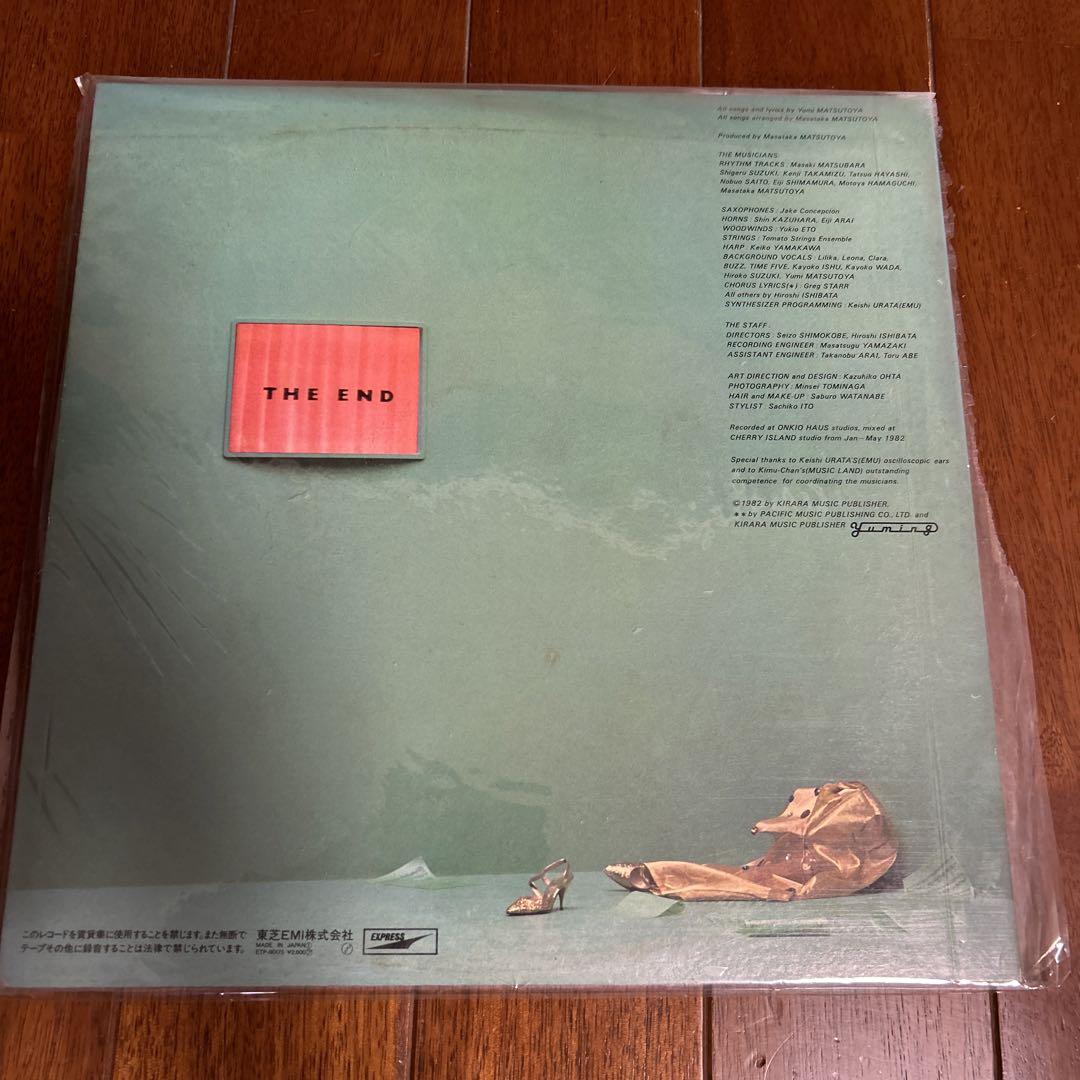 THE END
All songs and lyrics by Yumi MATSUTOYA
All songs arranged by Masataka MATSUTOYA
Produced by Masataka MATSUTOYA
THE MUSICIANS:
RHYTHM TRACKS : Masaki MATSUBARA
Shigeru SUZUKI, Kenji TAKAMIZU, Tatsuo HAYASHI,
Nobuo SAITO, Eiji SHIMAMURA, Motoya HAMAGUCHI,
Masataka MATSUTOYA
SAXOPHONES : Jake Concepcion
HORNS : Shin KAZUHARA, Eiji ARAI
WOODWINDS : Yukio ETO
STRINGS : Tomato Strings Ensemble
HARP : Keiko YAMAKAWA
BACKGROUND VOCALS : Lilika, Leona, Clara,
BUZZ, TIME FIVE, Kayoko ISHU, Kayoko WADA,
Hiroko SUZUKI, Yumi MATSUTOYA
CHORUS LYRICS(*) : Greg STARR
All others by Hiroshi ISHIBATA
SYNTHESIZER PROGRAMMING : Keishi URATA(EMU)
THE STAFF :
DIRECTORS : Seizo SHIMOKOBE, Hiroshi ISHIBATA
RECORDING ENGINEER : Masatsugu YAMAZAKI
ASSISTANT ENGINEER : Takanobu ARAI, Toru ABE
ART DIRECTION and DESIGN : Kazuhiko OHTA
PHOTOGRAPHY : Minsei TOMINAGA
HAIR and MAKE-UP : Saburo WATANABE
STYLIST : Sachiko ITO
Recorded at ONKIO HAUS studios, mixed at
CHERRY ISLAND studio from Jan—May 1982
Special thanks to Keishi URATA'S(EMU) oscilloscopic ears
and to Kimu-Chan's(MUSIC LAND) outstanding
competence for coordinating the musicians.
©1982 by KIRARA MUSIC PUBLISHER,
**by PACIFIC MUSIC PUBLISHING CO., LTD. and
KIRARA MUSIC PUBLISHER yuming
このレコードを賃貸業に使用することを禁じます。また無断で
テープその他に録音することは法律で禁じられています。
東芝EMI株式会社
MADE IN JAPAN
¥2,800
EXPRESS